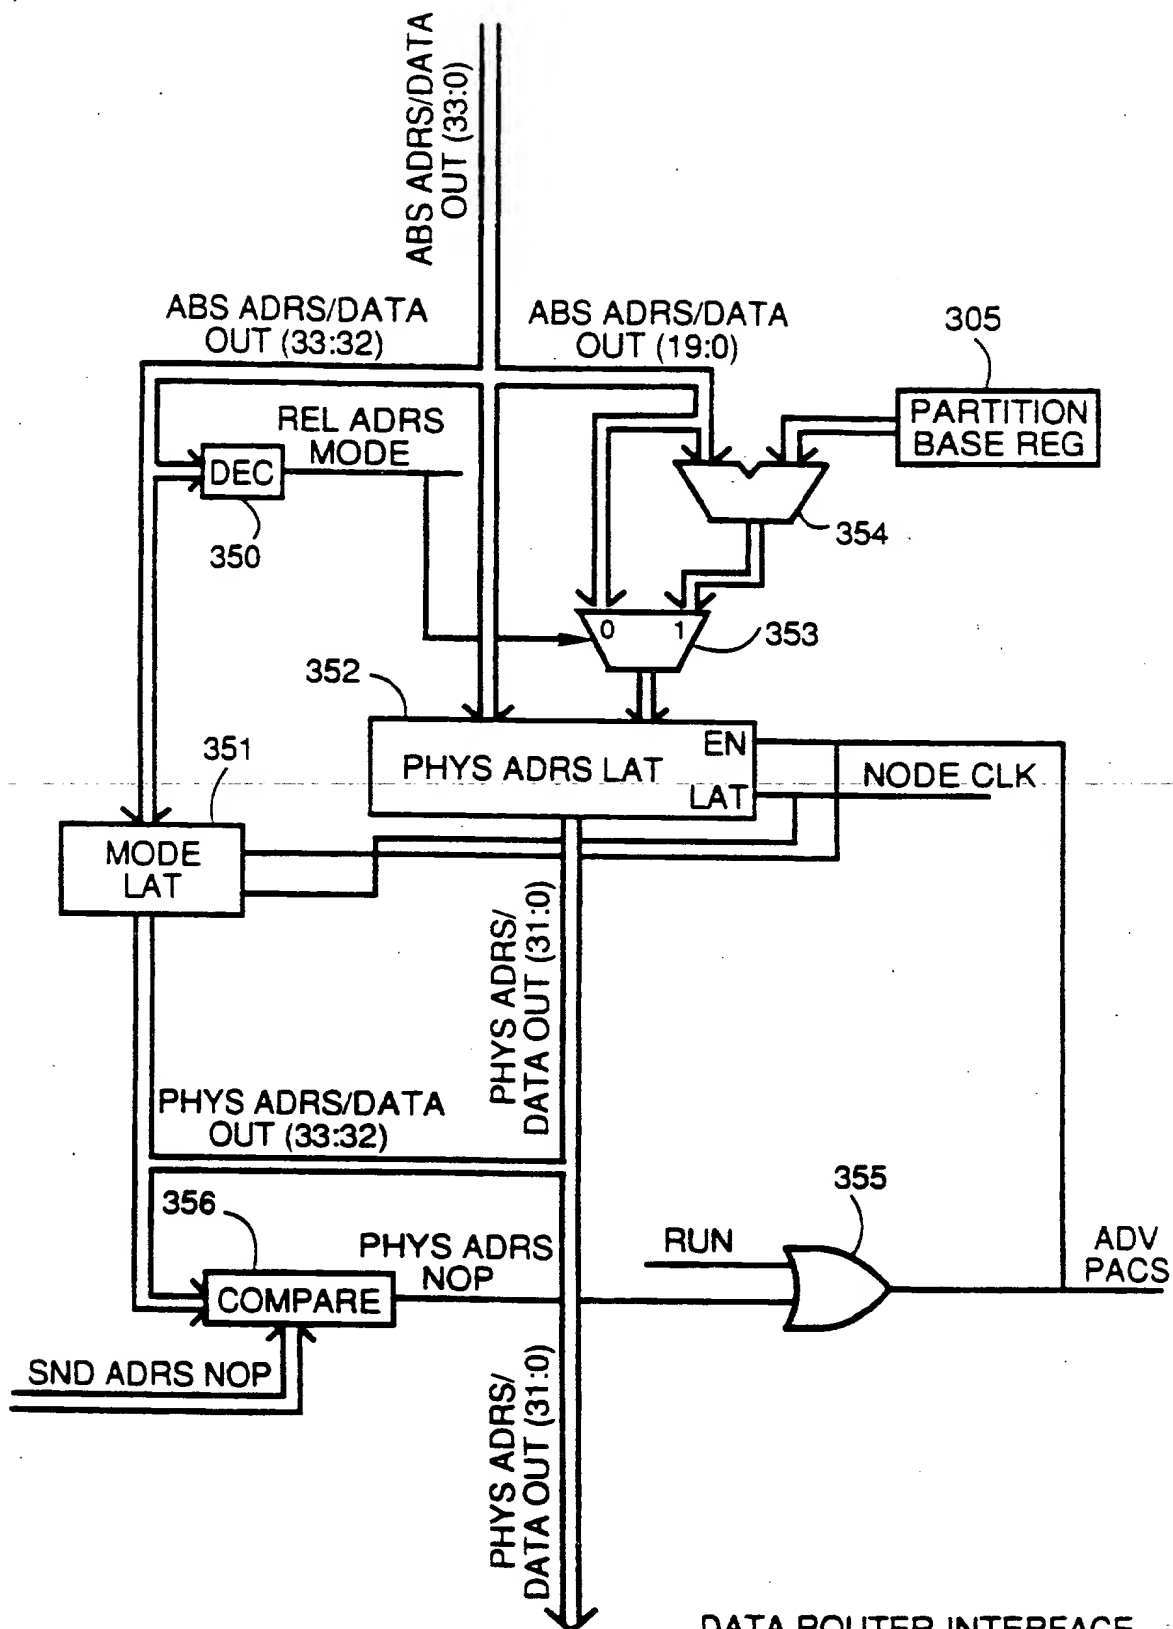 ABS ADRS/DATA
OUT (33:0)
ABS ADRS/DATA
OUT (33:32)
ABS ADRS/DATA
OUT (19:0)
305
PARTITION
BASE REG
REL ADRS
MODE
DEC
350
354
0
1
353
352
PHYS ADRS LAT
EN
LAT
NODE CLK
351
MODE
LAT
PHYS ADRS/
DATA OUT (31:0)
PHYS ADRS/DATA
OUT (33:32)
356
COMPARE
PHYS ADRS
NOP
RUN
355
ADV
PACS
SND ADRS NOP
PHYS ADRS/
DATA OUT (31:0)
DATA ROUTER INTERFACE